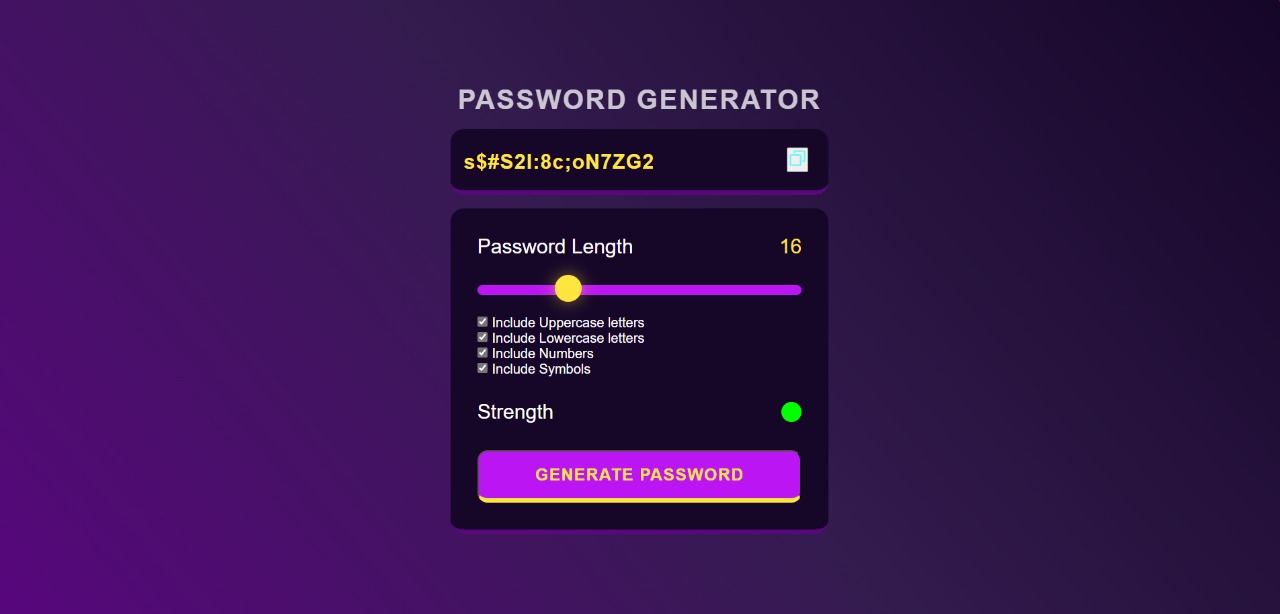 PASSWORD GENERATOR
s$#S2I:8c;oN7ZG2
Password Length 16
Include Uppercase letters
Include Lowercase letters
Include Numbers
Include Symbols
Strength
GENERATE PASSWORD